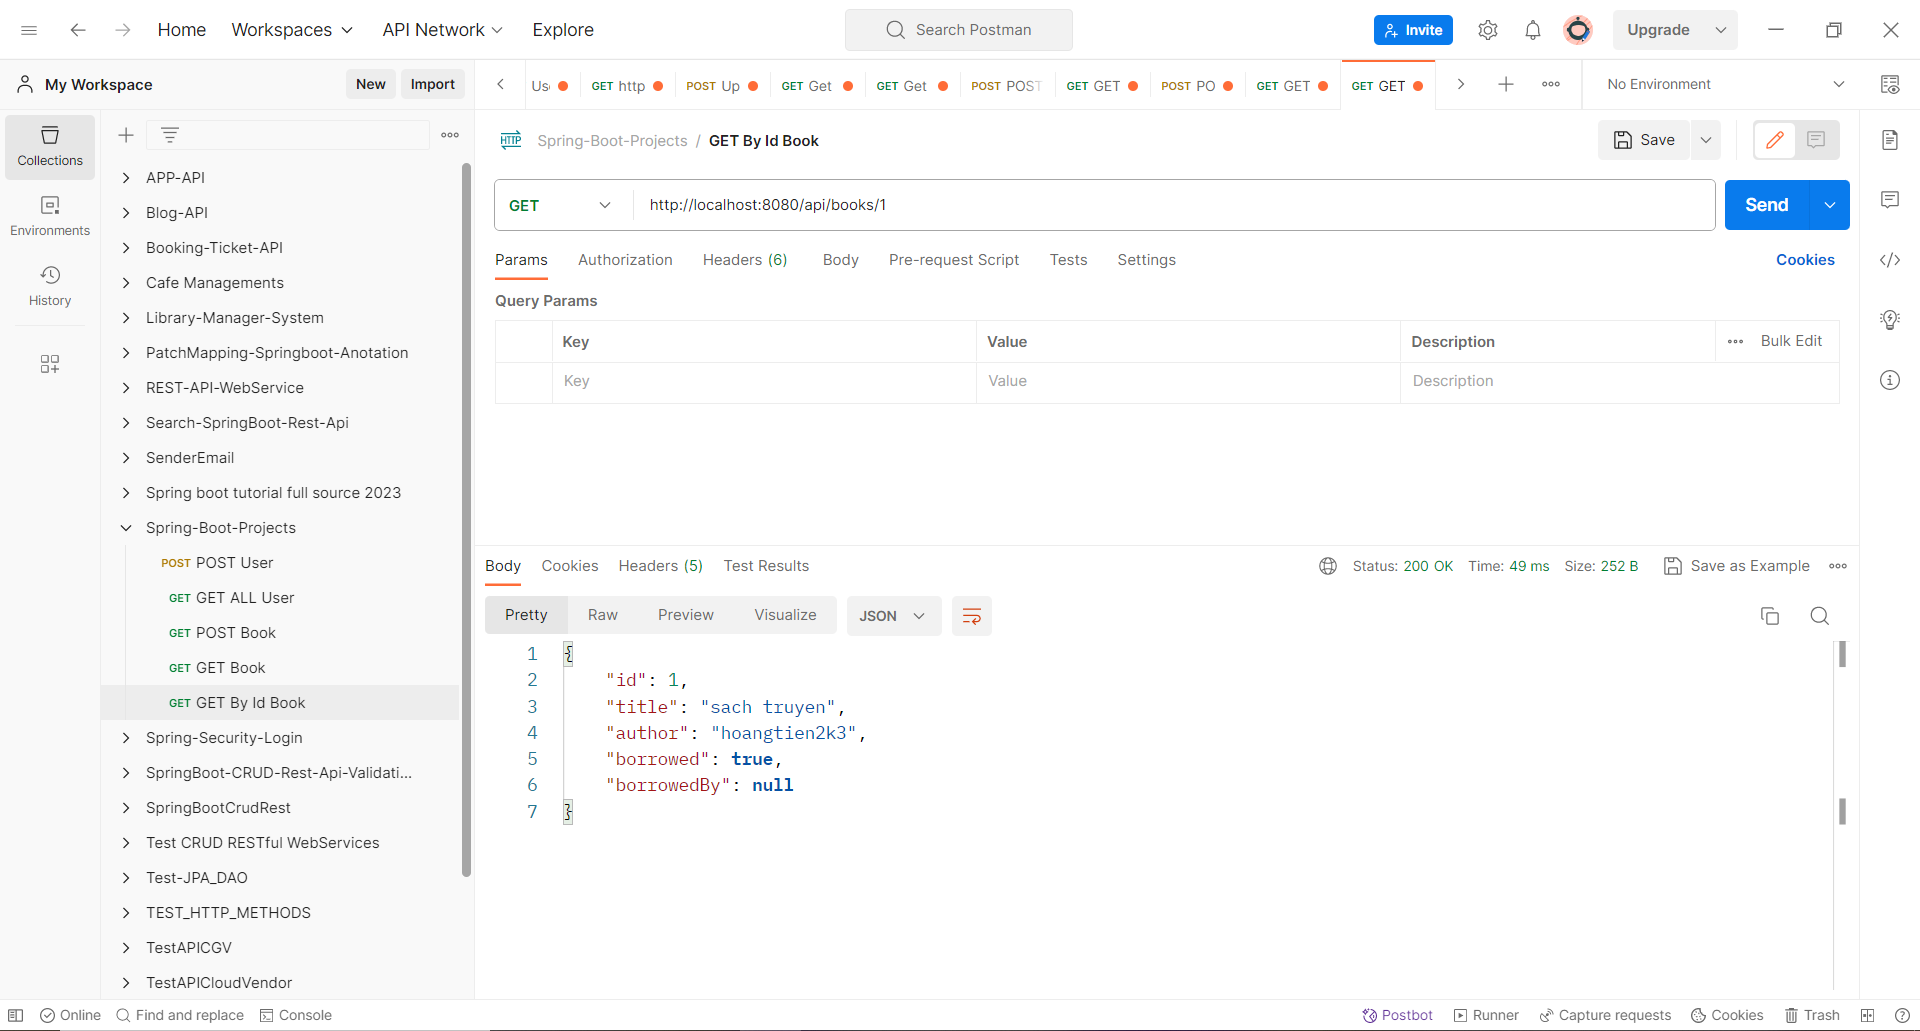 Home Workspaces API Network Explore Search Postman Invite Upgrade
My Workspace New Import
Us GET http POST Up GET Get GET Get POST POST GET GET POST PO GET GET GET GET No Environment
Collections
Environments
History
APP-API
Blog-API
Booking-Ticket-API
Cafe Managements
Library-Manager-System
PatchMapping-Springboot-Anotation
REST-API-WebService
Search-SpringBoot-Rest-Api
SenderEmail
Spring boot tutorial full source 2023
Spring-Boot-Projects
POST POST User
GET GET ALL User
GET POST Book
GET GET Book
GET GET By Id Book
Spring-Security-Login
SpringBoot-CRUD-Rest-Api-Validati...
SpringBootCrudRest
Test CRUD RESTful WebServices
Test-JPA_DAO
TEST_HTTP_METHODS
TestAPICGV
TestAPICloudVendor
HTTP Spring-Boot-Projects / GET By Id Book Save
GET http://localhost:8080/api/books/1 Send
Params Authorization Headers (6) Body Pre-request Script Tests Settings Cookies
Query Params
Key Value Description Bulk Edit
Key Value Description
Body Cookies Headers (5) Test Results Status: 200 OK Time: 49 ms Size: 252 B Save as Example
Pretty Raw Preview Visualize JSON
1 {
2 "id": 1,
3 "title": "sach truyen",
4 "author": "hoangtien2k3",
5 "borrowed": true,
6 "borrowedBy": null
7 }
Online Find and replace Console Postbot Runner Capture requests Cookies Trash